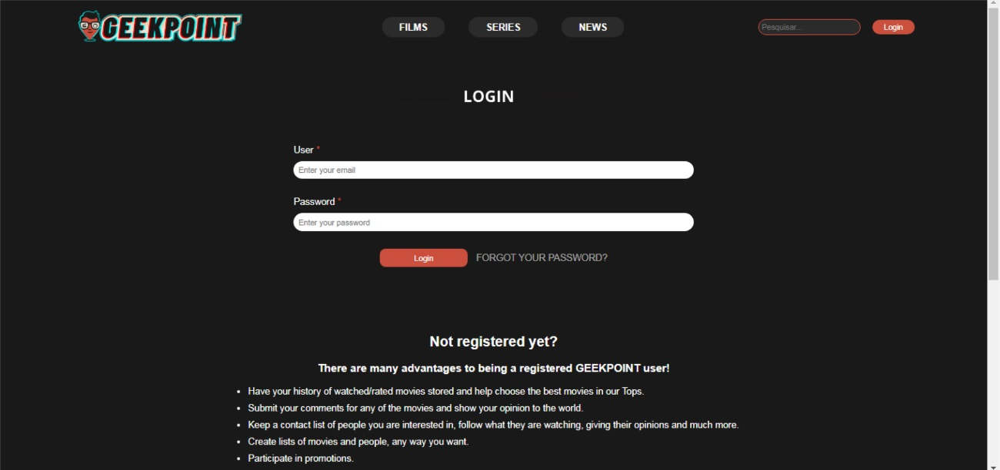 GEEKPOINT
FILMS
SERIES
NEWS
Pesquisar...
Login
LOGIN
User *
Enter your email
Password *
Enter your password
Login
FORGOT YOUR PASSWORD?
Not registered yet?
There are many advantages to being a registered GEEKPOINT user!
• Have your history of watched/rated movies stored and help choose the best movies in our Tops.
• Submit your comments for any of the movies and show your opinion to the world.
• Keep a contact list of people you are interested in, follow what they are watching, giving their opinions and much more.
• Create lists of movies and people, any way you want.
• Participate in promotions.